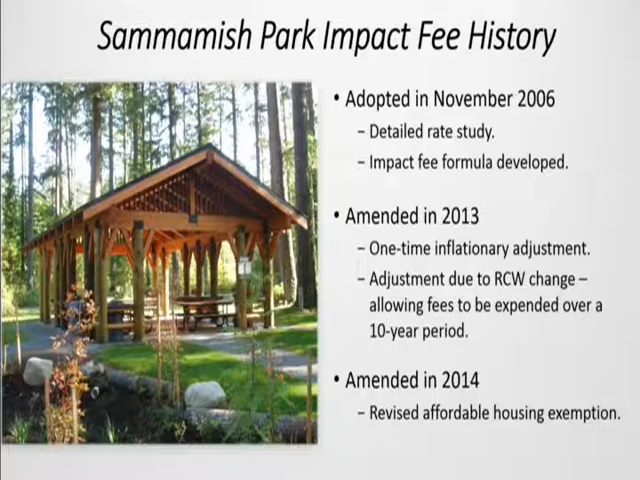 Sammamish Park Impact Fee History
• Adopted in November 2006
– Detailed rate study.
– Impact fee formula developed.
• Amended in 2013
– One-time inflationary adjustment.
– Adjustment due to RCW change –
allowing fees to be expended over a
10-year period.
• Amended in 2014
– Revised affordable housing exemption.